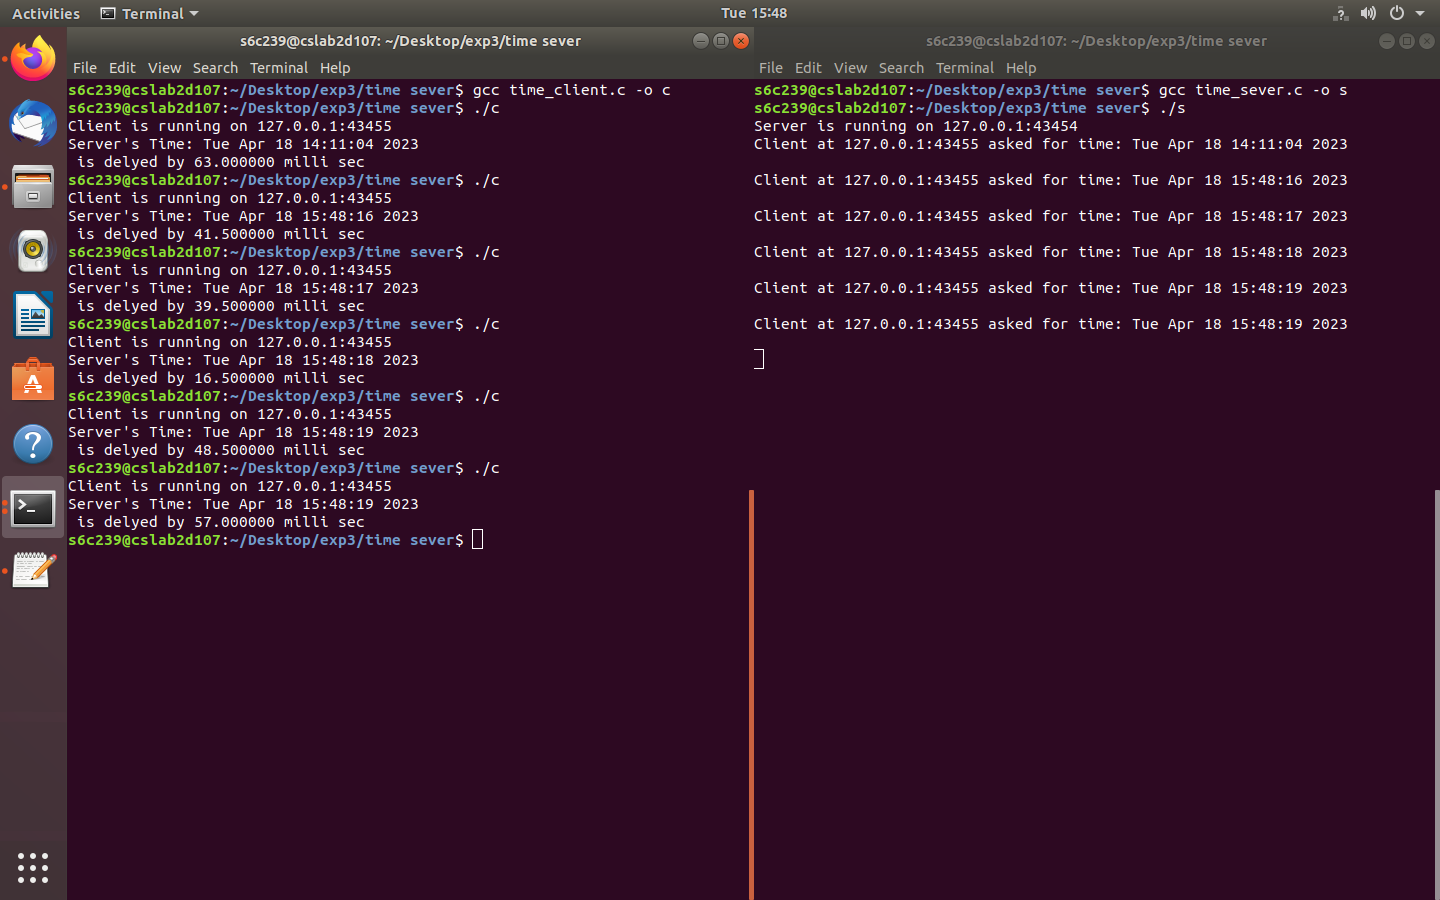 Activities Terminal Tue 15:48
s6c239@cslab2d107: ~/Desktop/exp3/time sever
File Edit View Search Terminal Help
s6c239@cslab2d107:~/Desktop/exp3/time sever$ gcc time_client.c -o c
s6c239@cslab2d107:~/Desktop/exp3/time sever$ ./c
Client is running on 127.0.0.1:43455
Server's Time: Tue Apr 18 14:11:04 2023
 is delyed by 63.000000 milli sec
s6c239@cslab2d107:~/Desktop/exp3/time sever$ ./c
Client is running on 127.0.0.1:43455
Server's Time: Tue Apr 18 15:48:16 2023
 is delyed by 41.500000 milli sec
s6c239@cslab2d107:~/Desktop/exp3/time sever$ ./c
Client is running on 127.0.0.1:43455
Server's Time: Tue Apr 18 15:48:17 2023
 is delyed by 39.500000 milli sec
s6c239@cslab2d107:~/Desktop/exp3/time sever$ ./c
Client is running on 127.0.0.1:43455
Server's Time: Tue Apr 18 15:48:18 2023
 is delyed by 16.500000 milli sec
s6c239@cslab2d107:~/Desktop/exp3/time sever$ ./c
Client is running on 127.0.0.1:43455
Server's Time: Tue Apr 18 15:48:19 2023
 is delyed by 48.500000 milli sec
s6c239@cslab2d107:~/Desktop/exp3/time sever$ ./c
Client is running on 127.0.0.1:43455
Server's Time: Tue Apr 18 15:48:19 2023
 is delyed by 57.000000 milli sec
s6c239@cslab2d107:~/Desktop/exp3/time sever$
s6c239@cslab2d107: ~/Desktop/exp3/time sever
File Edit View Search Terminal Help
s6c239@cslab2d107:~/Desktop/exp3/time sever$ gcc time_sever.c -o s
s6c239@cslab2d107:~/Desktop/exp3/time sever$ ./s
Server is running on 127.0.0.1:43454
Client at 127.0.0.1:43455 asked for time: Tue Apr 18 14:11:04 2023
Client at 127.0.0.1:43455 asked for time: Tue Apr 18 15:48:16 2023
Client at 127.0.0.1:43455 asked for time: Tue Apr 18 15:48:17 2023
Client at 127.0.0.1:43455 asked for time: Tue Apr 18 15:48:18 2023
Client at 127.0.0.1:43455 asked for time: Tue Apr 18 15:48:19 2023
Client at 127.0.0.1:43455 asked for time: Tue Apr 18 15:48:19 2023